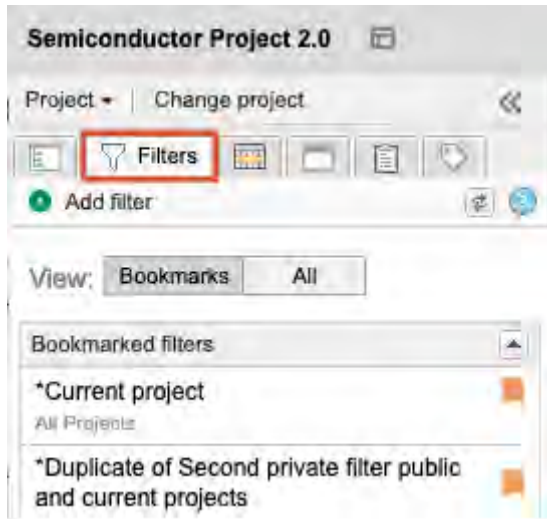 Semiconductor Project 2.0
Project Change project
Filters
Add filter
View: Bookmarks All
Bookmarked filters
*Current project
All Projects
*Duplicate of Second private filter public
and current projects